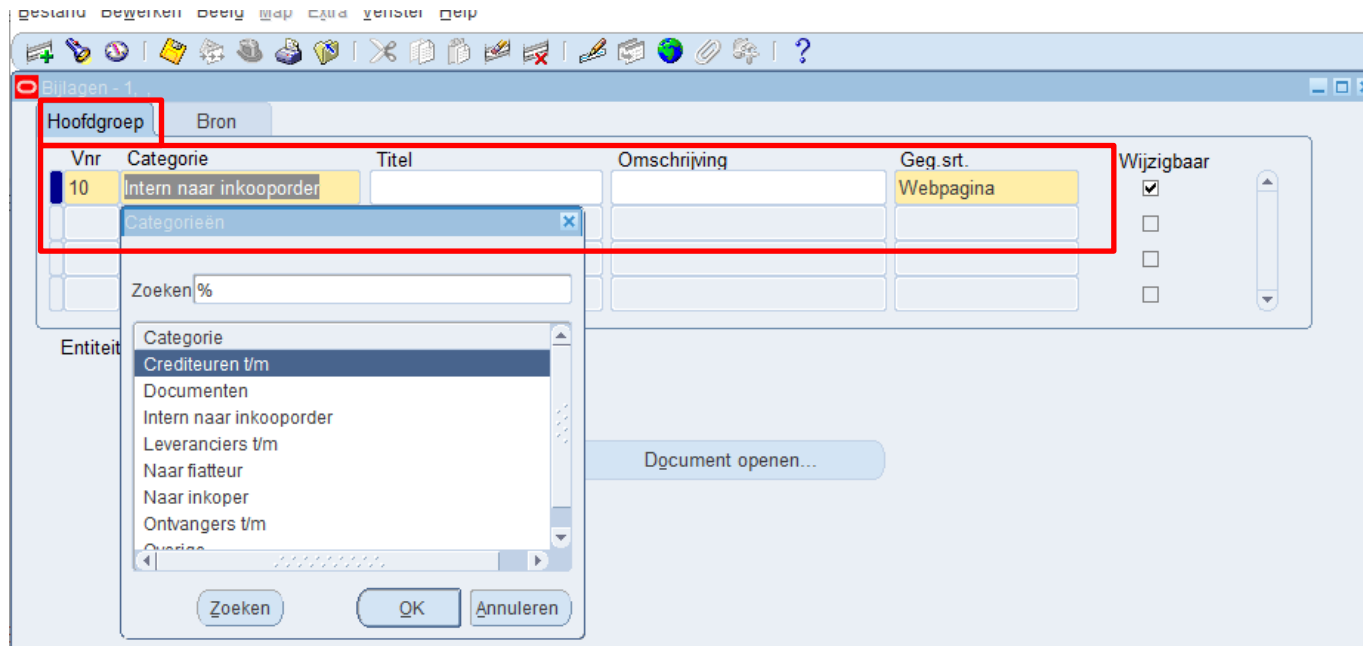 Bestand Bewerken Beeld Map Extra Venster Help
?
Bijlagen - 1, ,
Hoofdgroep Bron
Vnr Categorie Titel Omschrijving Geg.srt. Wijzigbaar
10 Intern naar inkooporder Webpagina
Categorieën
Zoeken %
Categorie
Crediteuren t/m
Documenten
Intern naar inkooporder
Leveranciers t/m
Naar fiatteur
Naar inkoper
Ontvangers t/m
Overige
Entiteit
Document openen...
Zoeken OK Annuleren